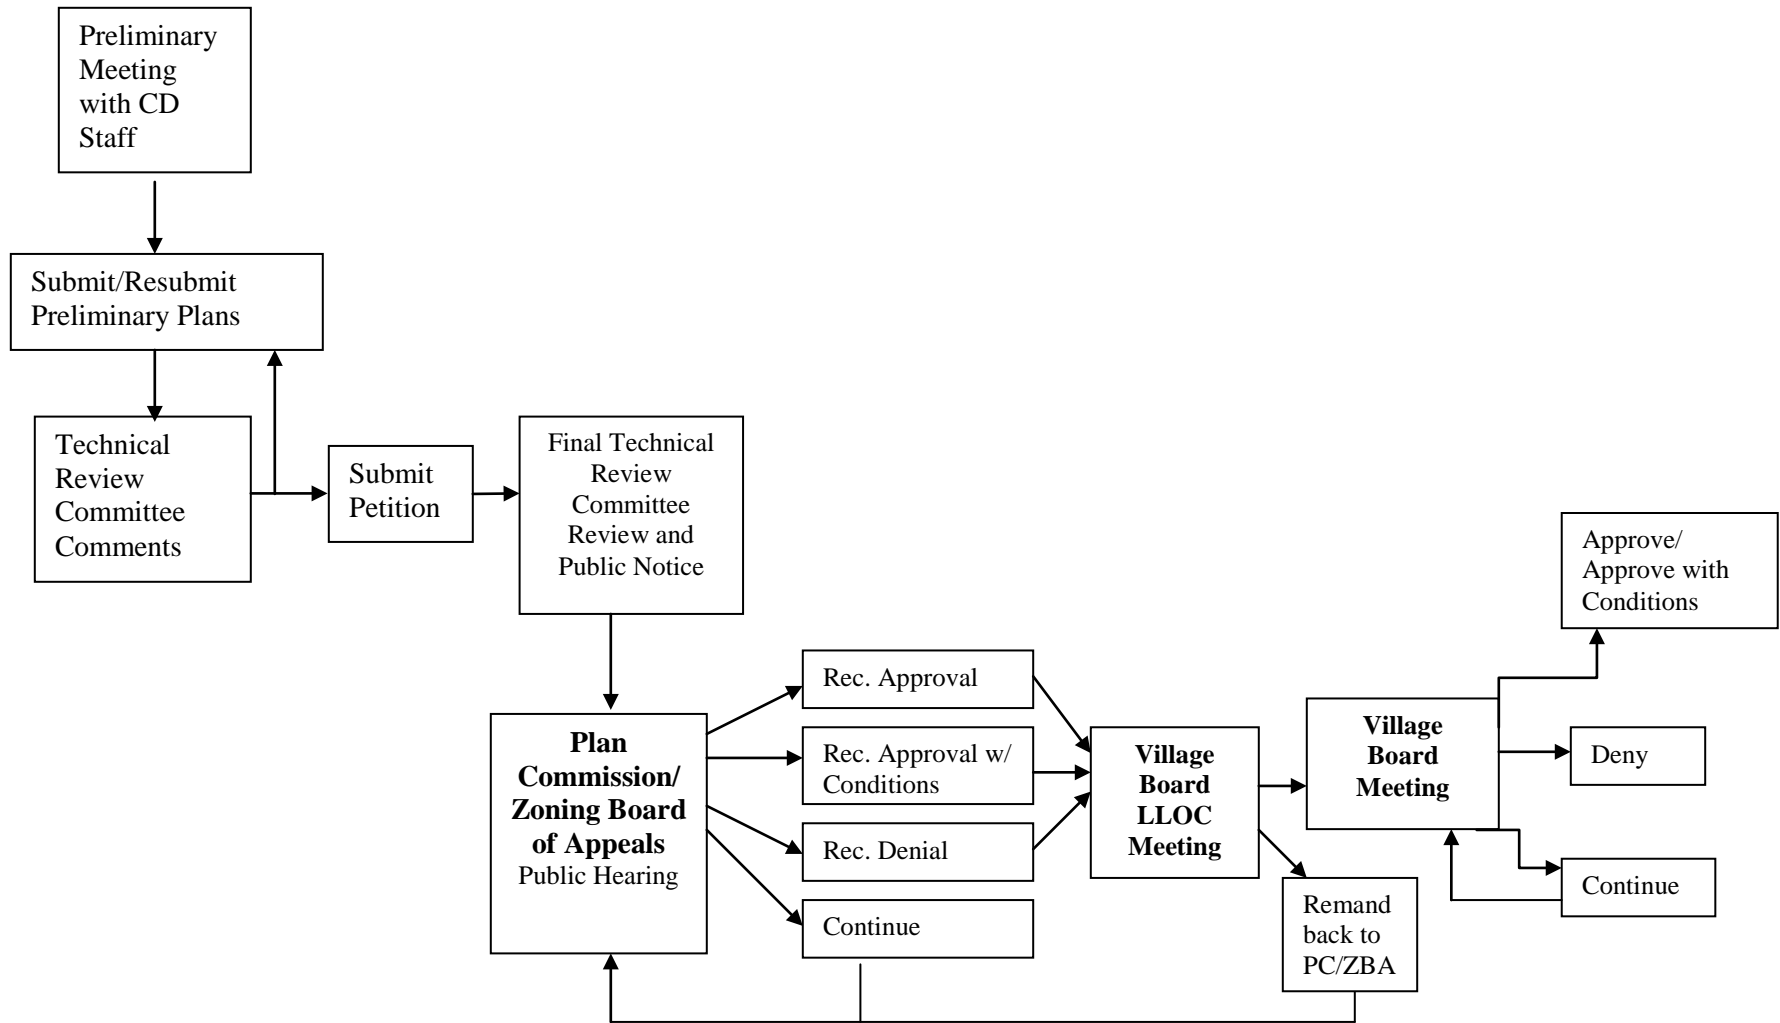 Preliminary
Meeting
with CD
Staff
Submit/Resubmit
Preliminary Plans
Technical
Review
Committee
Comments
Submit
Petition
Final Technical
Review
Committee
Review and
Public Notice
Plan
Commission/
Zoning Board
of Appeals
Public Hearing
Rec. Approval
Rec. Approval w/
Conditions
Rec. Denial
Continue
Village
Board
LLOC
Meeting
Remand
back to
PC/ZBA
Village
Board
Meeting
Approve/
Approve with
Conditions
Deny
Continue